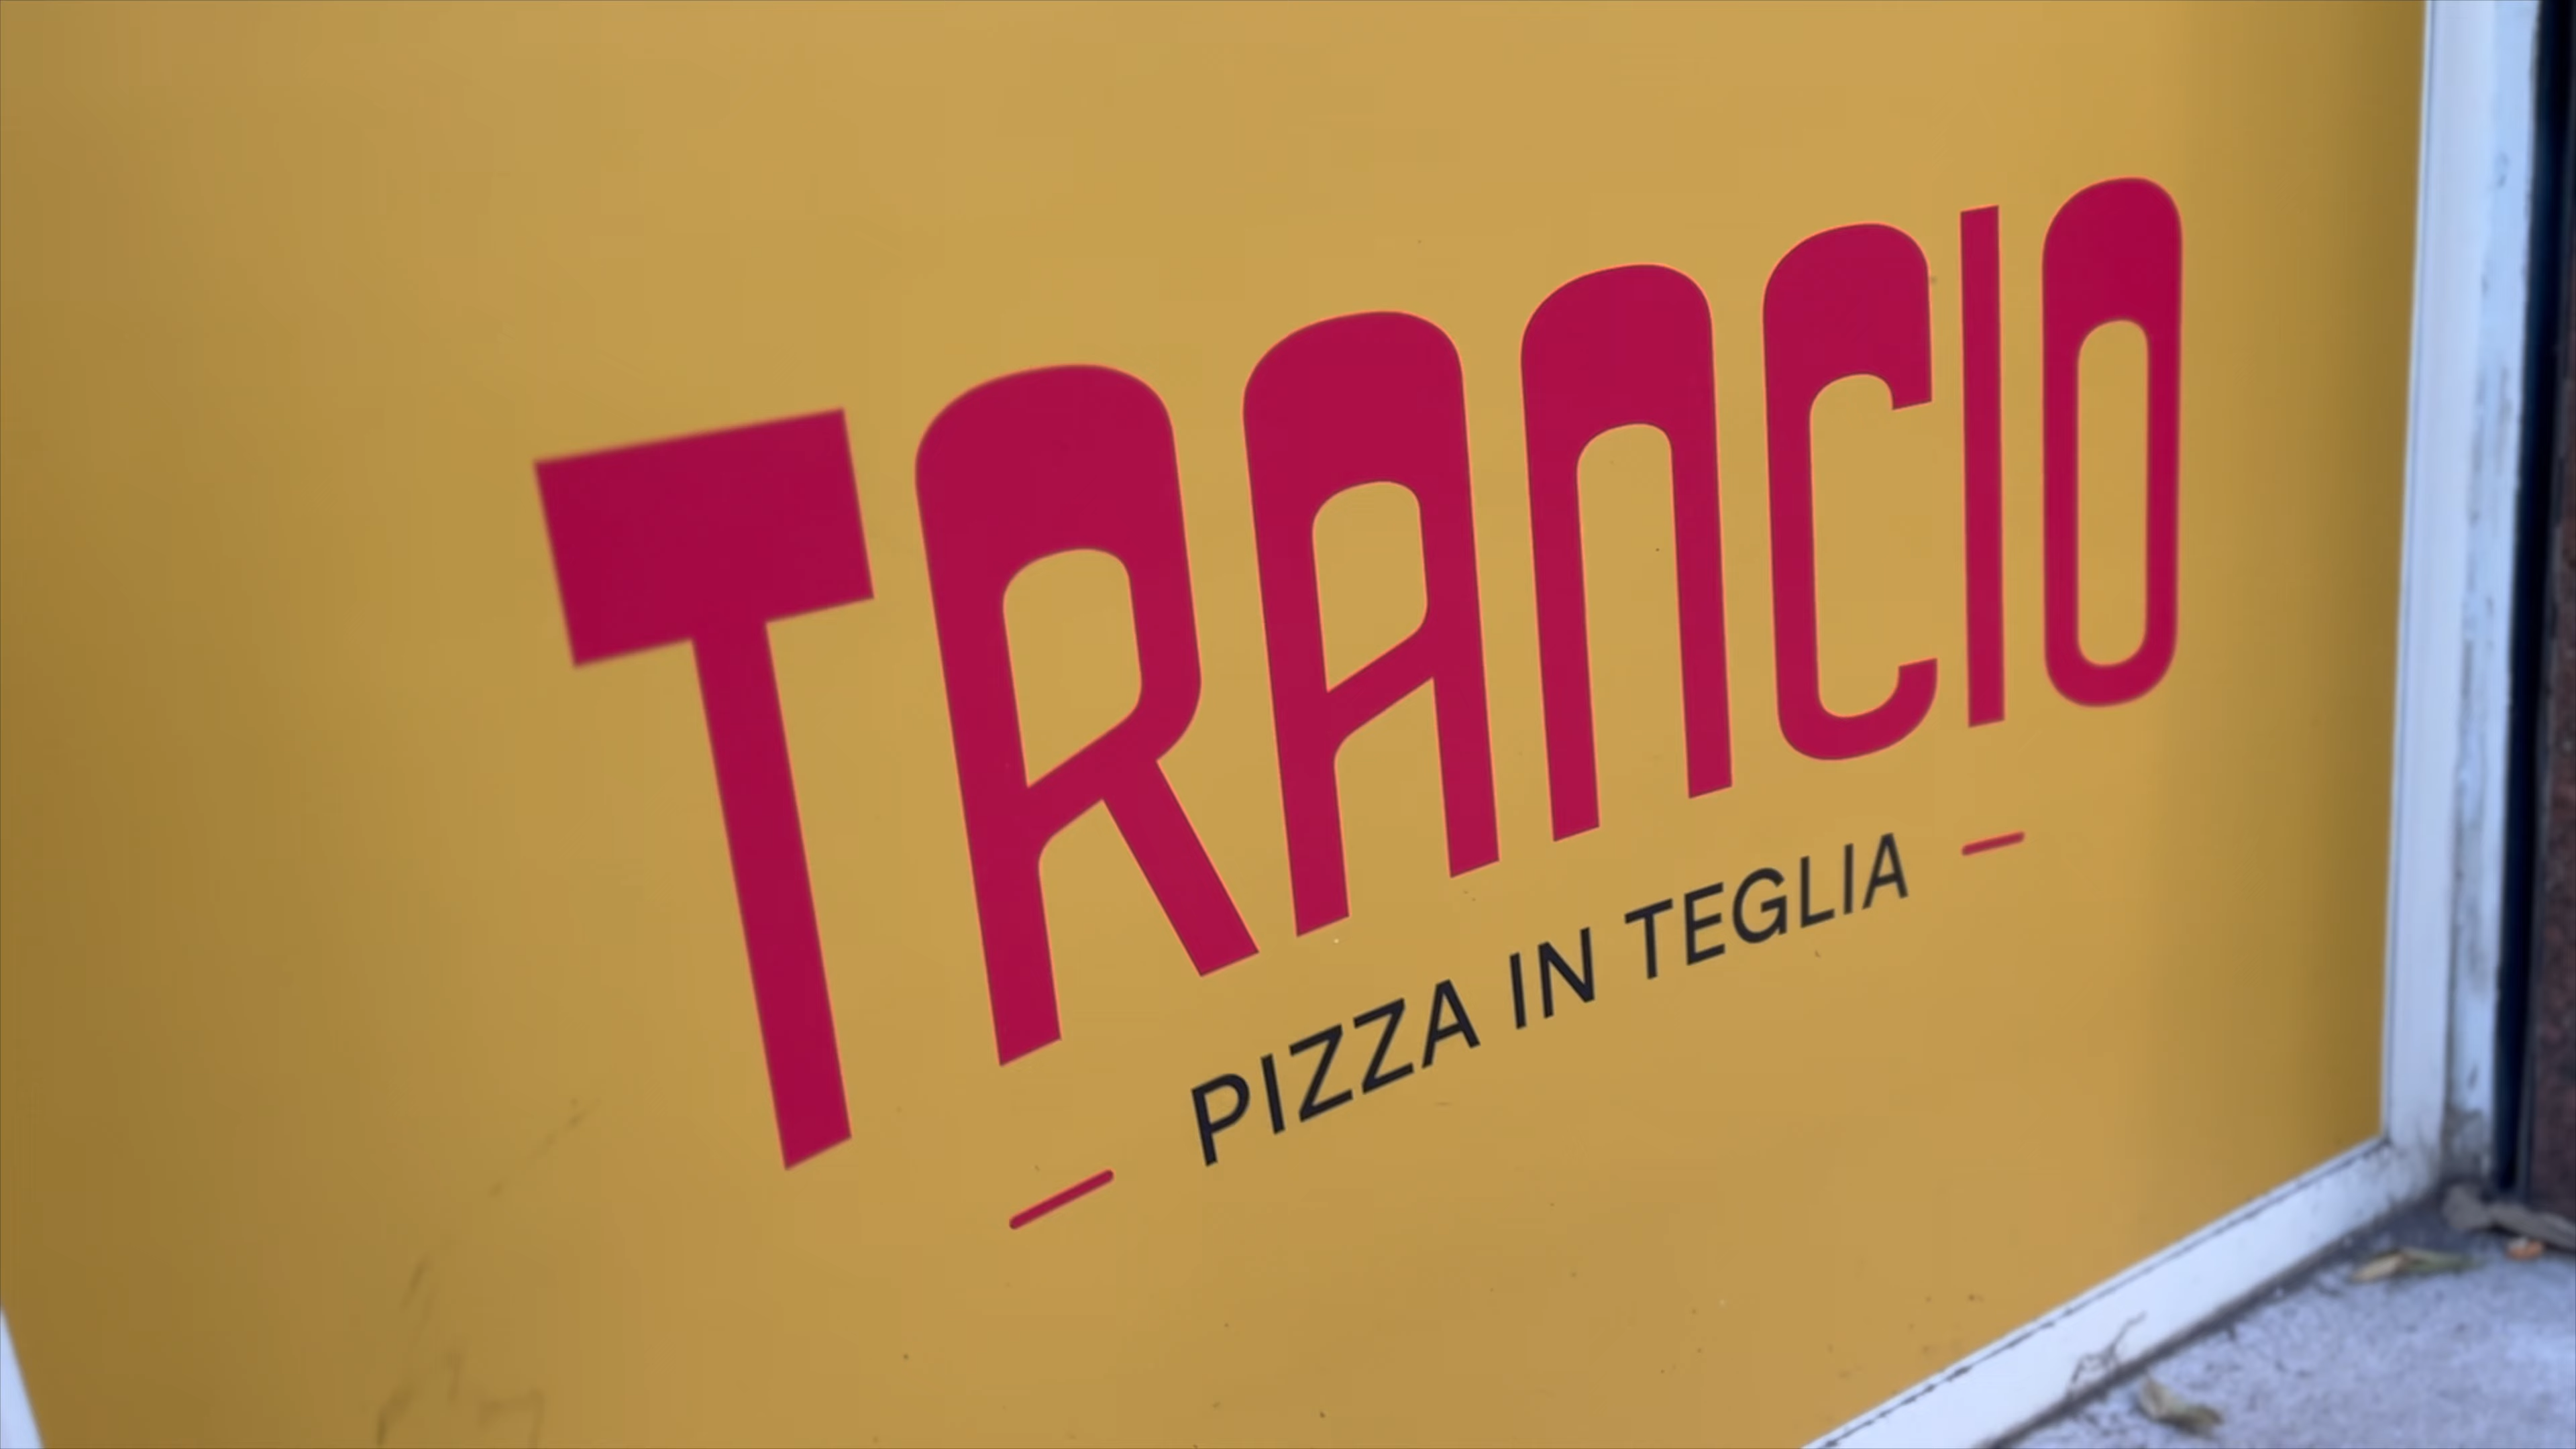 TRANCIO
— PIZZA IN TEGLIA —